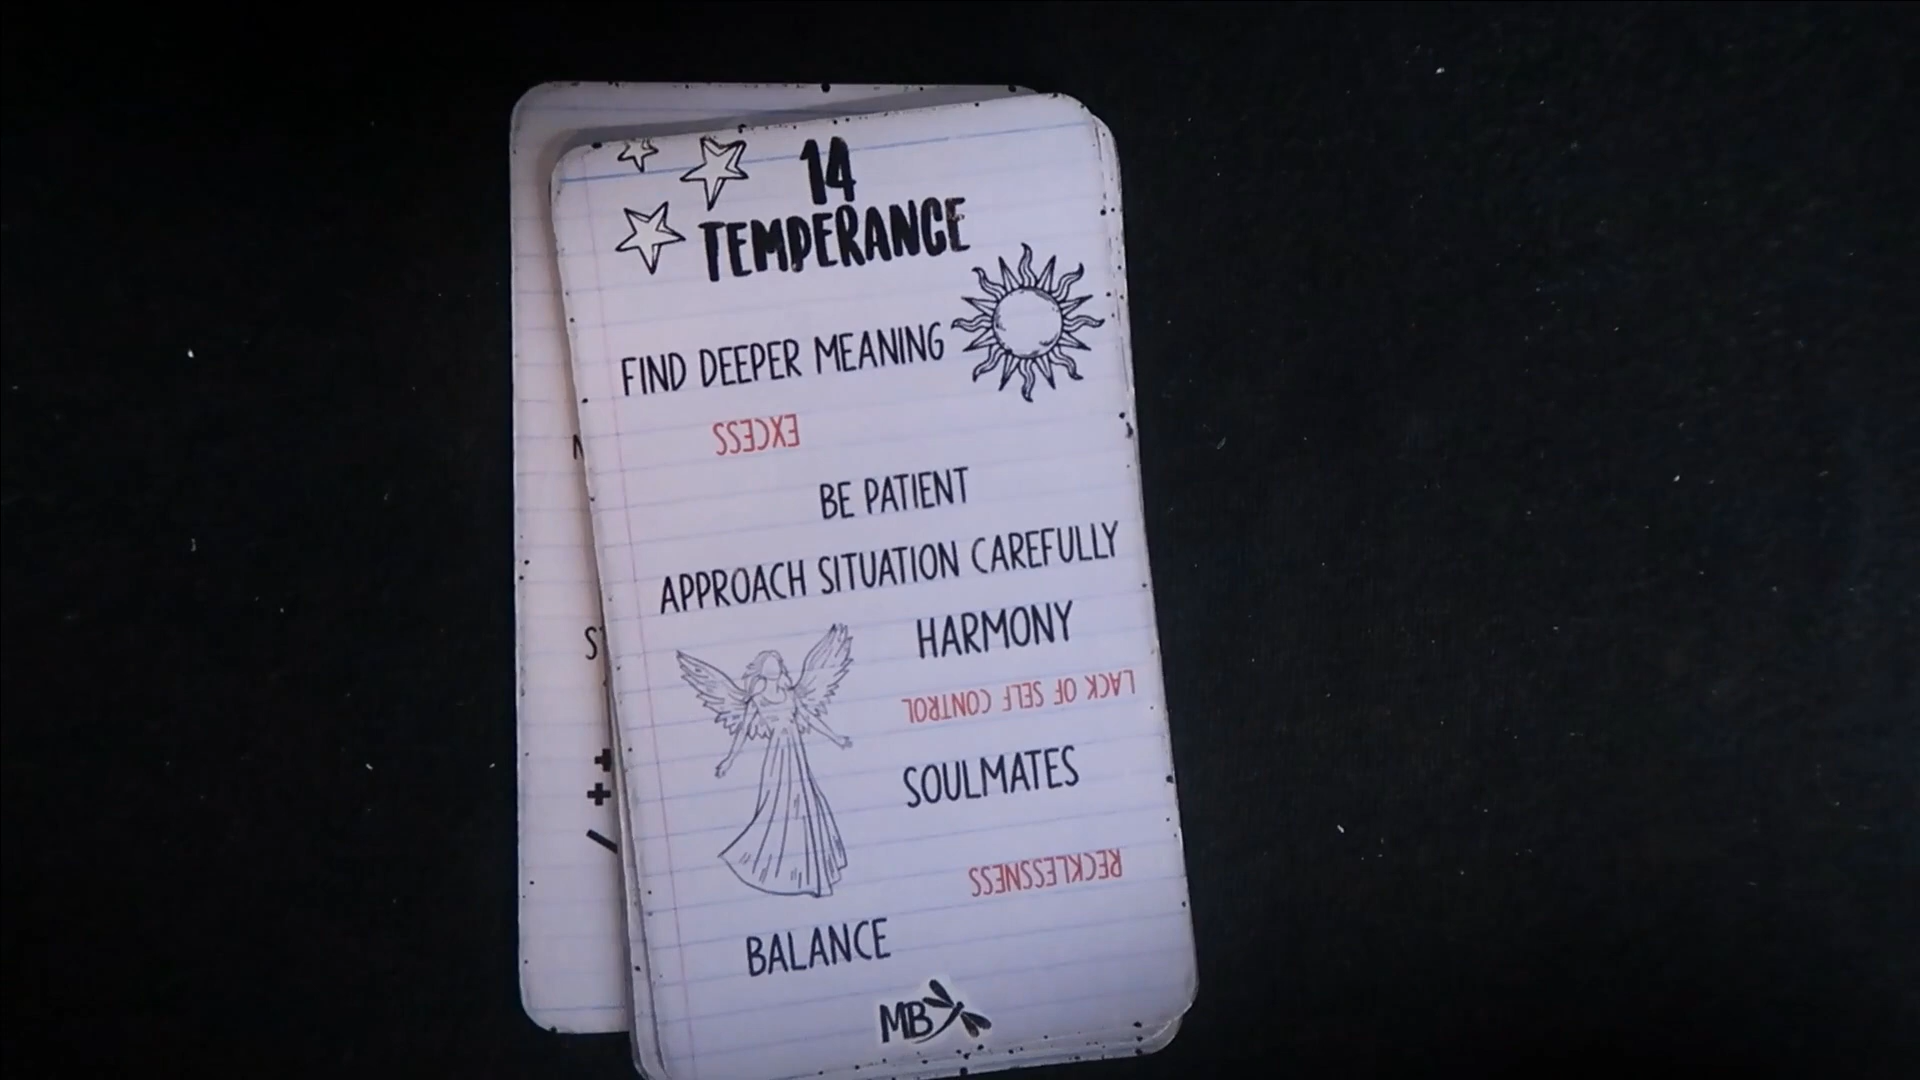 14
TEMPERANCE
FIND DEEPER MEANING
EXCESS
BE PATIENT
APPROACH SITUATION CAREFULLY
HARMONY
LACK OF SELF CONTROL
SOULMATES
RECKLESSNESS
BALANCE
MB